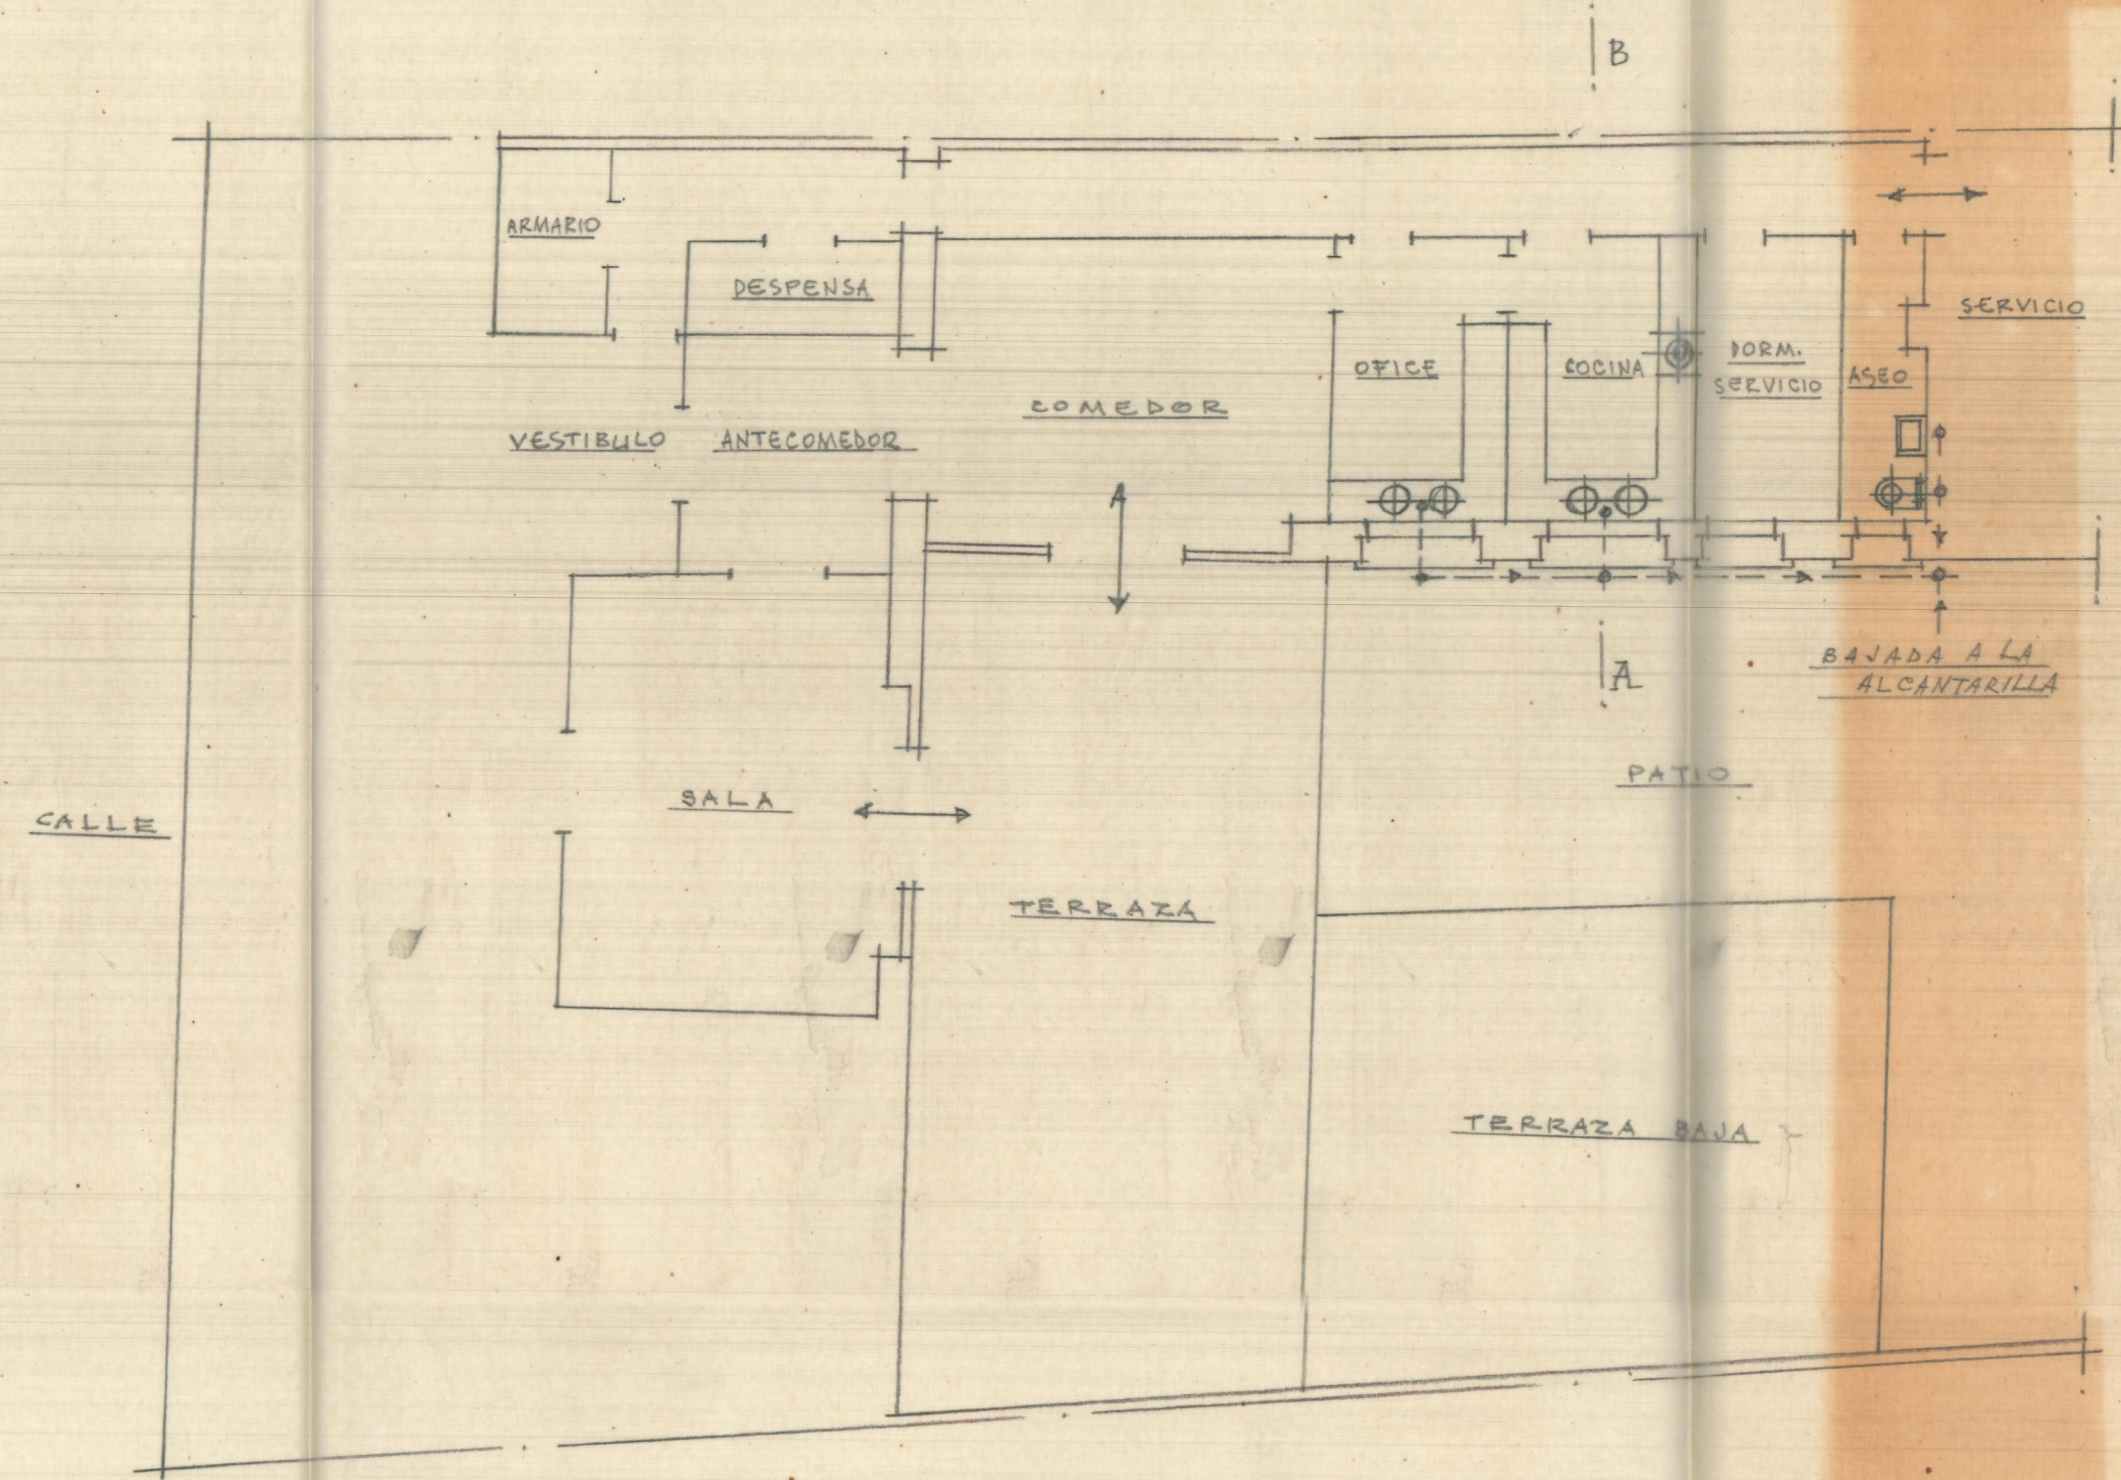 B
ARMARIO
DESPENSA
SERVICIO
OFICE
COCINA
DORM.
SERVICIO
ASEO
COMEDOR
VESTIBULO
ANTECOMEDOR
BAJADA A LA
ALCANTARILLA
A
PATIO
SALA
CALLE
TERRAZA
TERRAZA BAJA